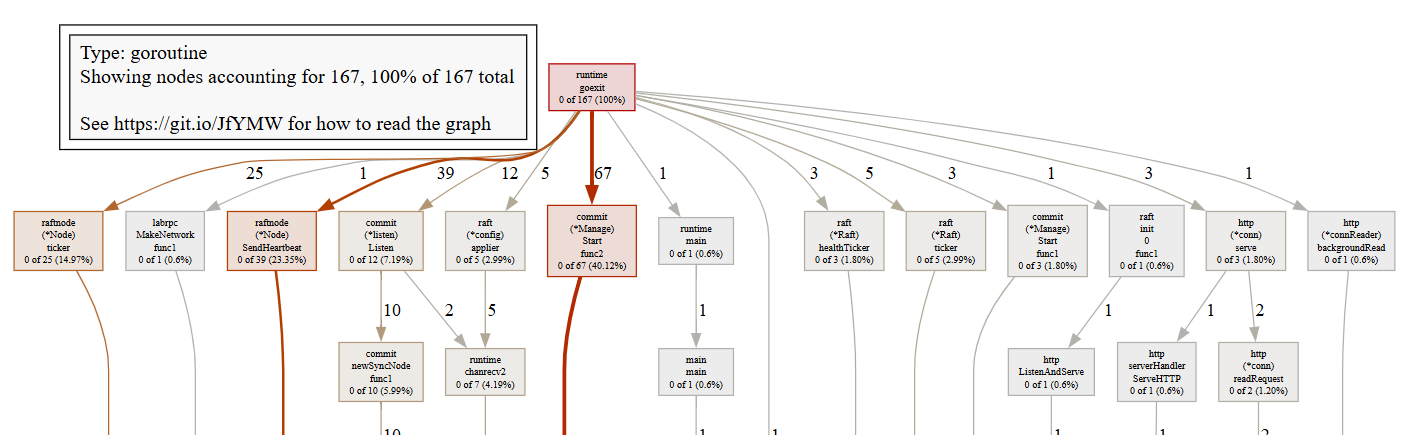 Type: goroutine
Showing nodes accounting for 167, 100% of 167 total
See https://git.io/JfYMW for how to read the graph
runtime
goexit
0 of 167 (100%)
25
1
39
12
5
67
1
3
5
3
1
3
1
raftnode
(*Node)
ticker
0 of 25 (14.97%)
labrpc
MakeNetwork
func1
0 of 1 (0.6%)
raftnode
(*Node)
SendHeartbeat
0 of 39 (23.35%)
commit
(*listen)
Listen
0 of 12 (7.19%)
raft
(*config)
applier
0 of 5 (2.99%)
commit
(*Manage)
Start
func2
0 of 67 (40.12%)
runtime
main
0 of 1 (0.6%)
raft
(*Raft)
healthTicker
0 of 3 (1.80%)
raft
(*Raft)
ticker
0 of 5 (2.99%)
commit
(*Manage)
Start
func1
0 of 3 (1.80%)
raft
init
0
func1
0 of 1 (0.6%)
http
(*conn)
serve
0 of 3 (1.80%)
http
(*connReader)
backgroundRead
0 of 1 (0.6%)
10
2
5
1
1
1
2
commit
newSyncNode
func1
0 of 10 (5.99%)
runtime
chanrecv2
0 of 7 (4.19%)
main
main
0 of 1 (0.6%)
http
ListenAndServe
0 of 1 (0.6%)
http
serverHandler
ServeHTTP
0 of 1 (0.6%)
http
(*conn)
readRequest
0 of 2 (1.20%)
10
1
1
1
1
2